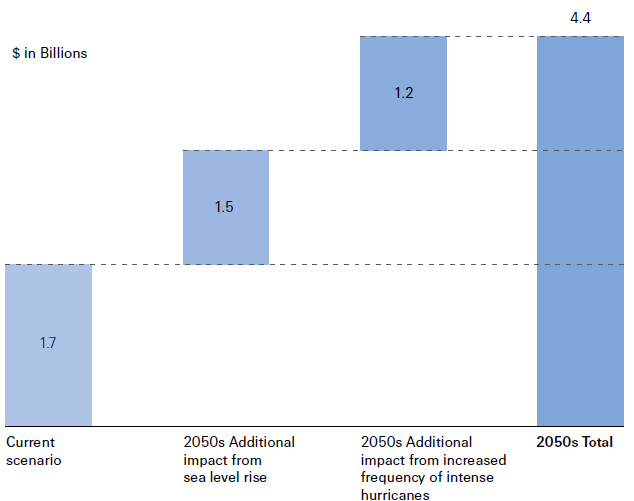 4.4
$ in Billions
1.2
1.5
1.7
Current
scenario
2050s Additional
impact from
sea level rise
2050s Additional
impact from increased
frequency of intense
hurricanes
2050s Total